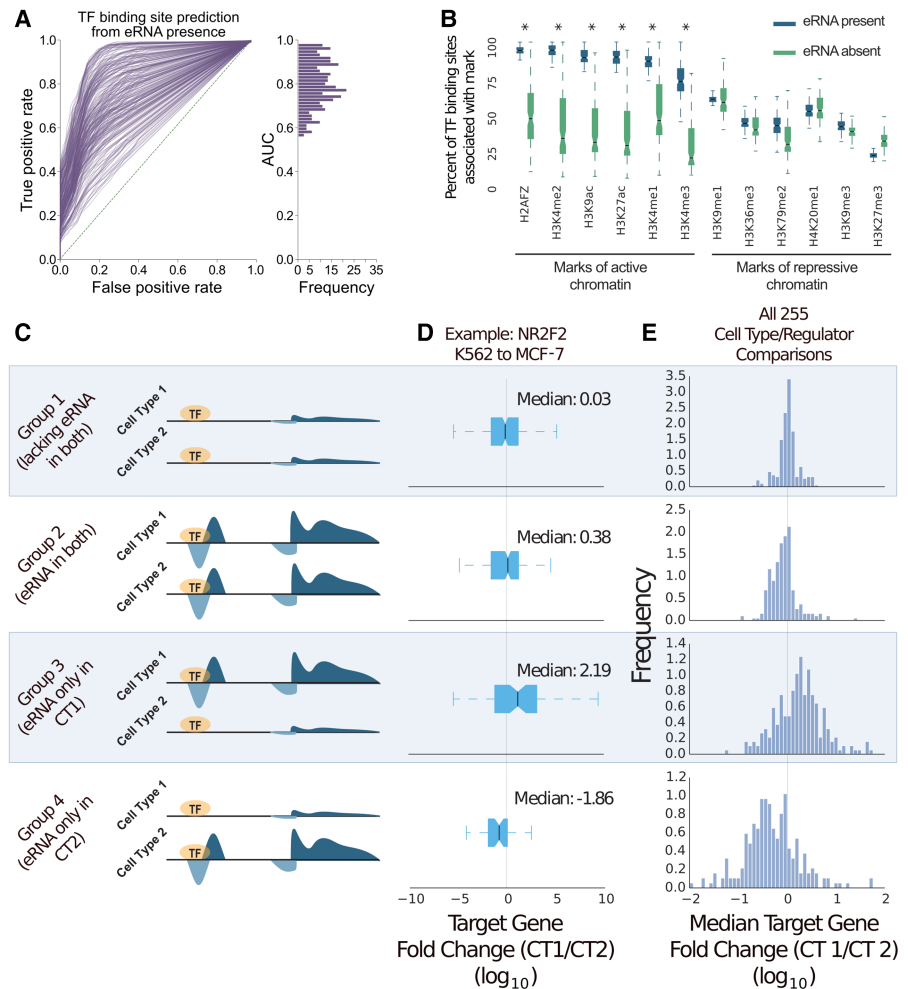 A
TF binding site prediction
from eRNA presence
1.0
0.8
0.6
0.4
0.2
0.0
0.0
0.2
0.4
0.6
0.8
1.0
True positive rate
False positive rate
1.0
0.8
0.6
0.4
0.2
0.0
0
5
15
25
35
AUC
Frequency
B
eRNA present
eRNA absent
* * * * * *
Percent of TF binding sites
associated with mark
100
75
50
25
0
H2AFZ
H3K4me2
H3K9ac
H3K27ac
H3K4me1
H3K4me3
H3K9me1
H3K36me3
H3K79me2
H4K20me1
H3K9me3
H3K27me3
Marks of active
chromatin
Marks of repressive
chromatin
C
Group 1
(lacking eRNA
in both)
Cell Type 1
TF
Cell Type 2
TF
Group 2
(eRNA in both)
Cell Type 1
TF
Cell Type 2
TF
Group 3
(eRNA only in
CT1)
Cell Type 1
TF
Cell Type 2
TF
Group 4
(eRNA only in
CT2)
Cell Type 1
TF
Cell Type 2
TF
D
Example: NR2F2
K562 to MCF-7
Median: 0.03
Median: 0.38
Median: 2.19
Median: -1.86
−10
−5
0
5
10
Target Gene
Fold Change (CT1/CT2)
(log10)
E
All 255
Cell Type/Regulator
Comparisons
Frequency
3.5
3.0
2.5
2.0
1.5
1.0
0.5
0.0
2.5
2.0
1.5
1.0
0.5
0.0
1.4
1.2
1.0
0.8
0.6
0.4
0.2
0.0
1.2
1.0
0.8
0.6
0.4
0.2
0.0
−2
−1
0
1
2
Median Target Gene
Fold Change (CT 1/CT 2)
(log10)